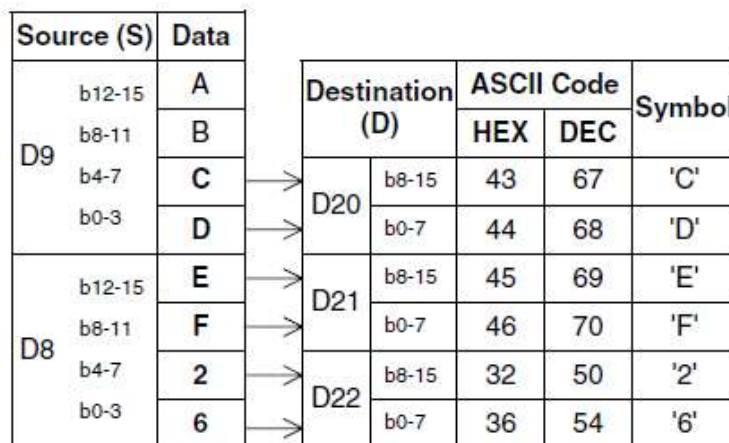 Source (S) Data
b12-15 A
Destination (D) ASCII Code Symbol
D9 b8-11 B
HEX DEC
b4-7 C D20 b8-15 43 67 'C'
b0-3 D b0-7 44 68 'D'
b12-15 E D21 b8-15 45 69 'E'
b8-11 F b0-7 46 70 'F'
D8
b4-7 2 D22 b8-15 32 50 '2'
b0-3 6 b0-7 36 54 '6'